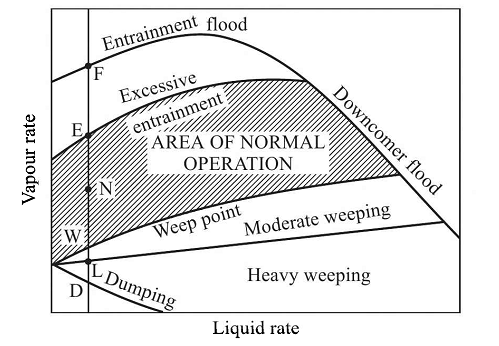 Entrainment flood
F
Excessive
entrainment
E
AREA OF NORMAL
OPERATION
Downcomer flood
Vapour rate
N
W
Weep point
Moderate weeping
L
Dumping
Heavy weeping
D
Liquid rate